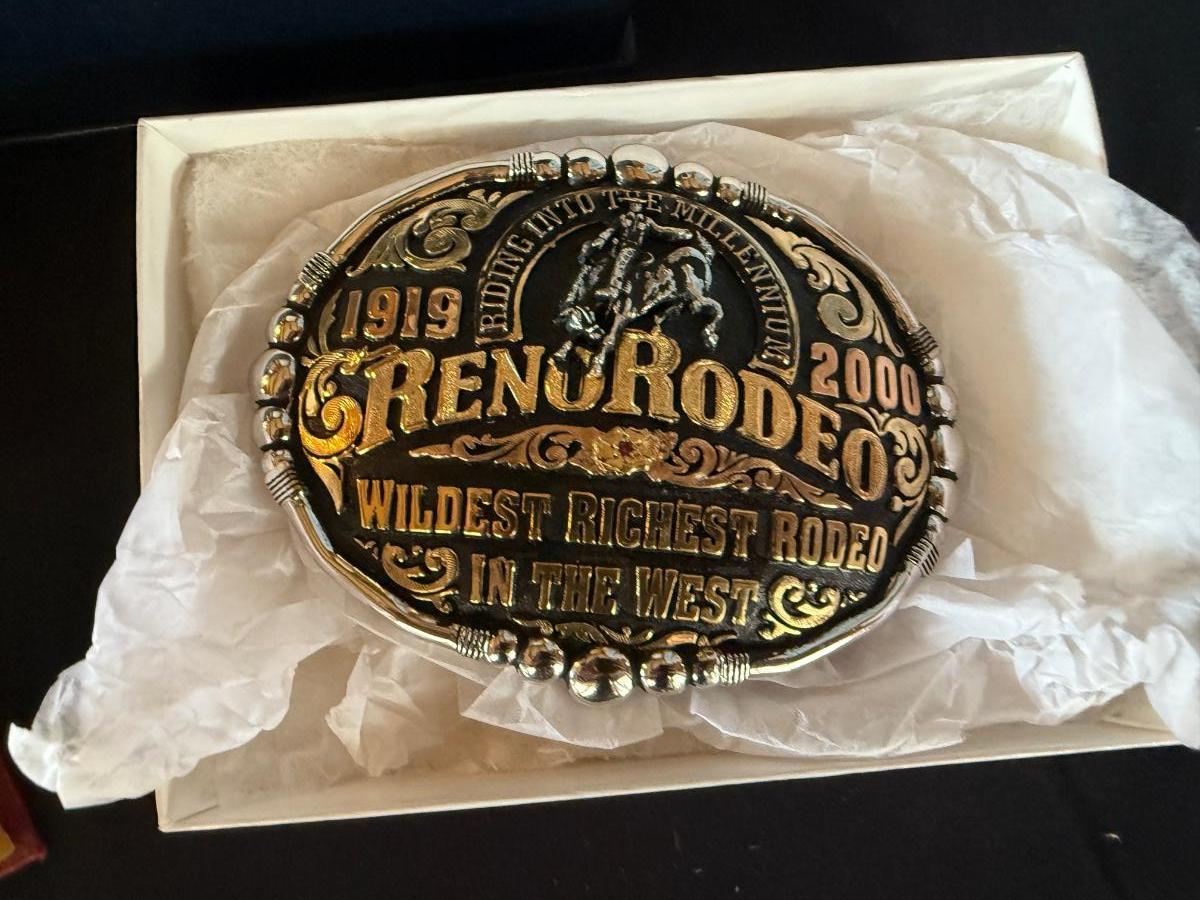 RIDING INTO THE MILLENNIUM
1919
2000
RENO RODEO
WILDEST RICHEST RODEO
IN THE WEST